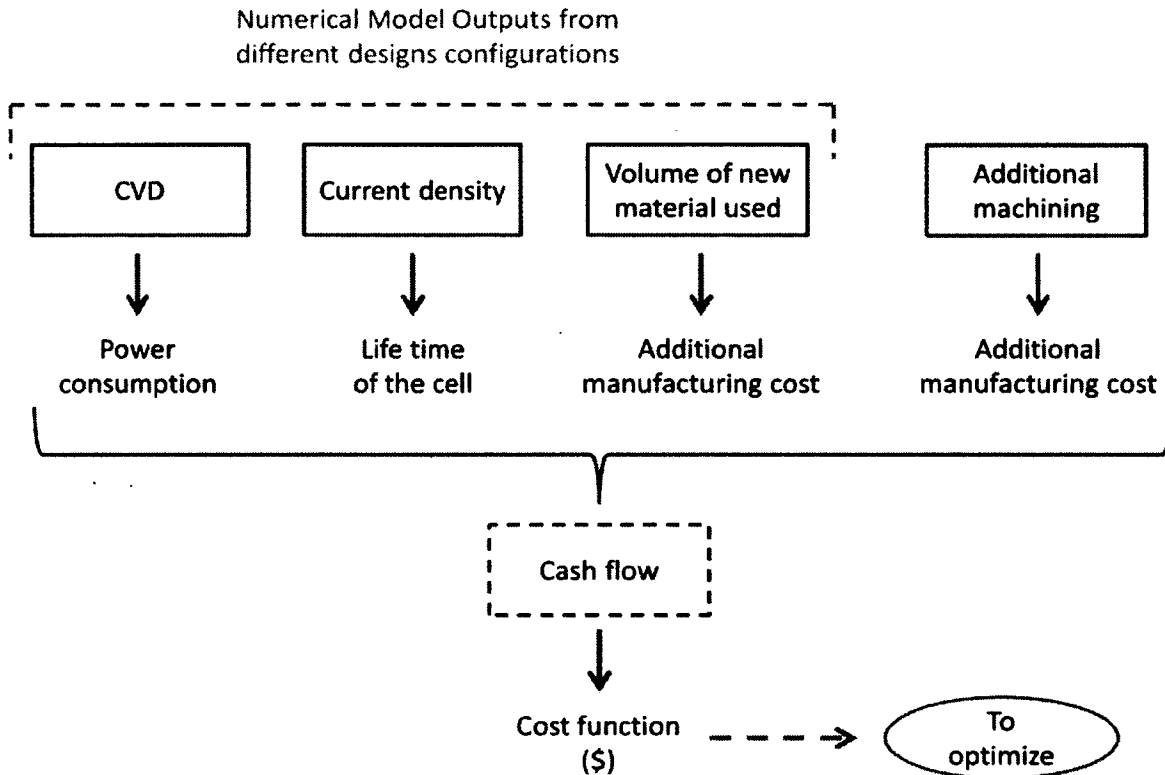 Numerical Model Outputs from
different designs configurations
CVD
Current density
Volume of new
material used
Additional
machining
Power
consumption
Life time
of the cell
Additional
manufacturing cost
Additional
manufacturing cost
Cash flow
Cost function
($)
To
optimize